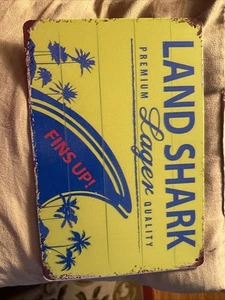 LAND SHARK
PREMIUM Lager QUALITY
FINS UP!